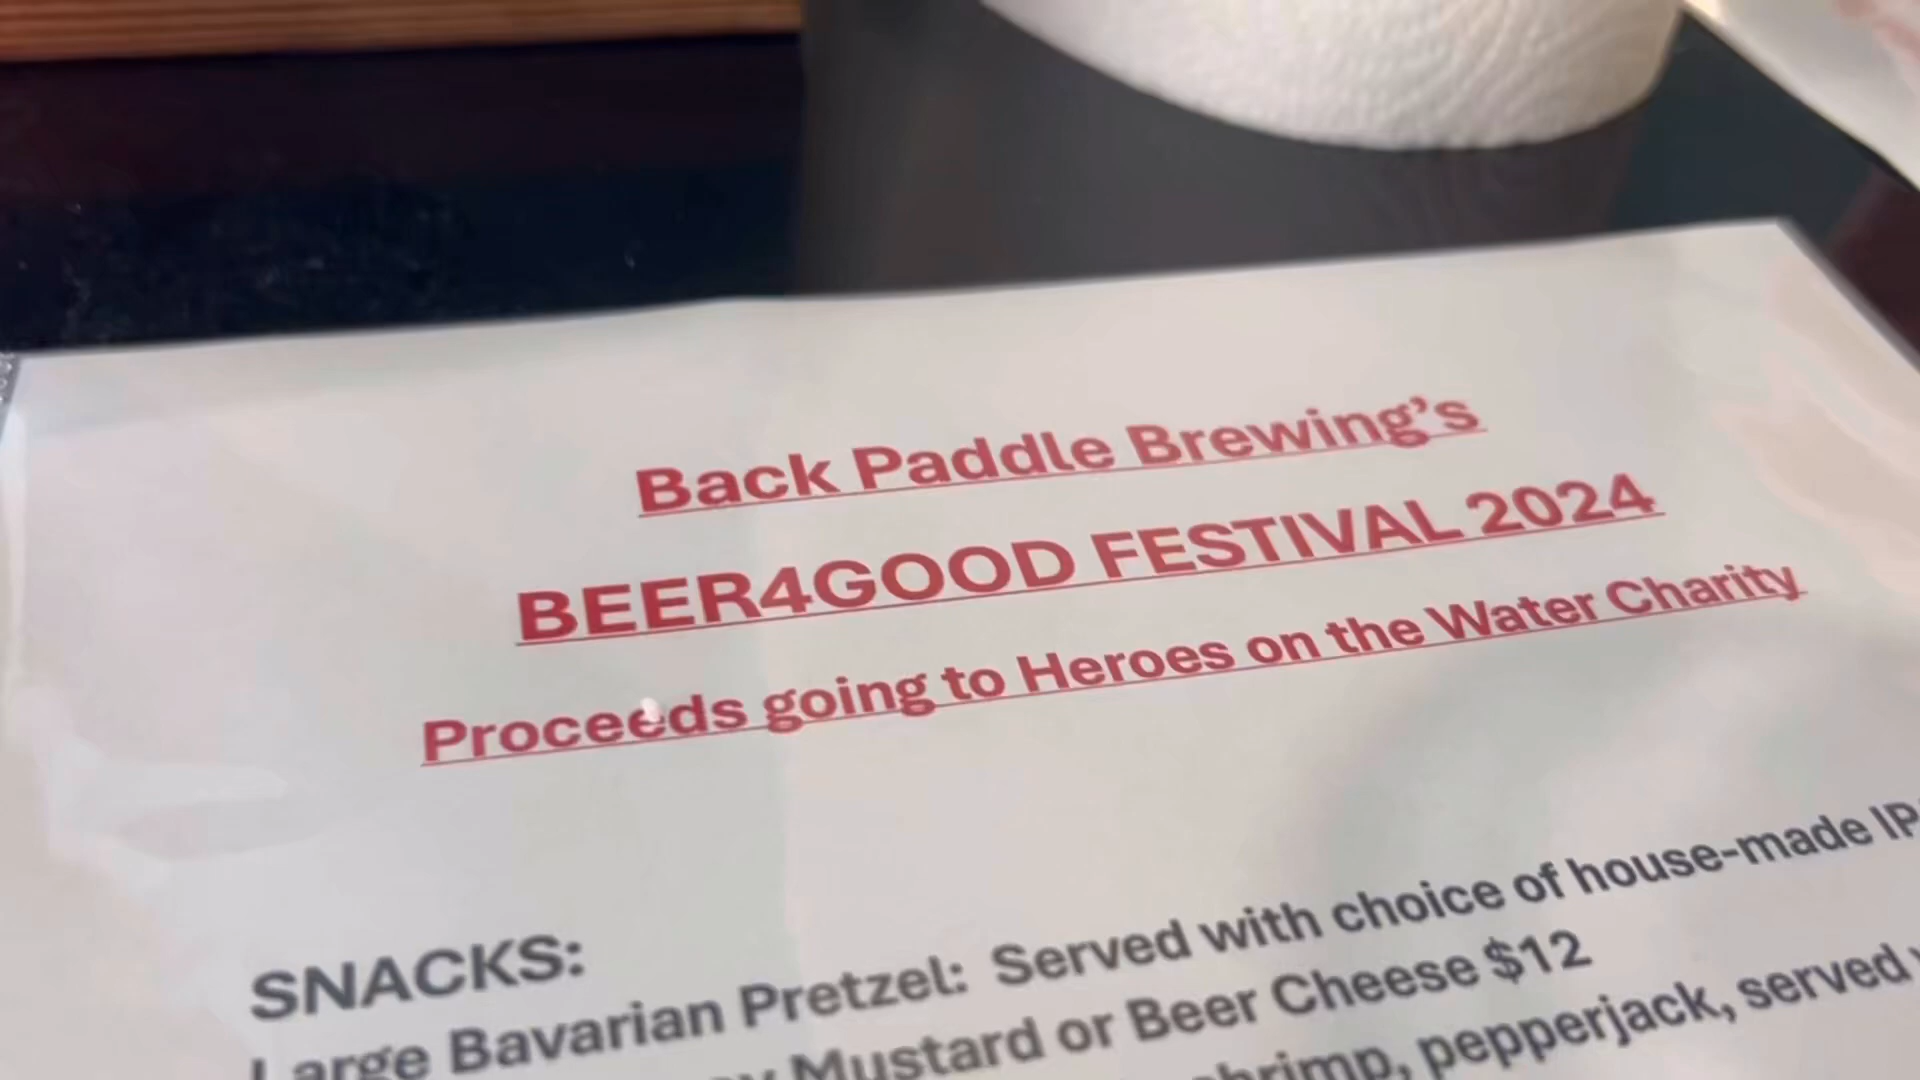 Back Paddle Brewing's
BEER4GOOD FESTIVAL 2024
Proceeds going to Heroes on the Water Charity
SNACKS:
Large Bavarian Pretzel: Served with choice of house-made
Mustard or Beer Cheese $12
shrimp, pepperjack, served